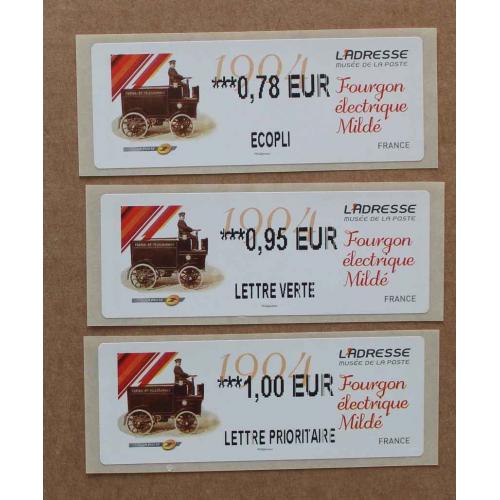 1904
L'ADRESSE
MUSÉE DE LA POSTE
***0,78 EUR
Fourgon
électrique
Mildé
ECOPLI
FRANCE
1904
L'ADRESSE
MUSÉE DE LA POSTE
***0,95 EUR
Fourgon
électrique
Mildé
LETTRE VERTE
FRANCE
1904
L'ADRESSE
MUSÉE DE LA POSTE
***1,00 EUR
Fourgon
électrique
Mildé
LETTRE PRIORITAIRE
FRANCE